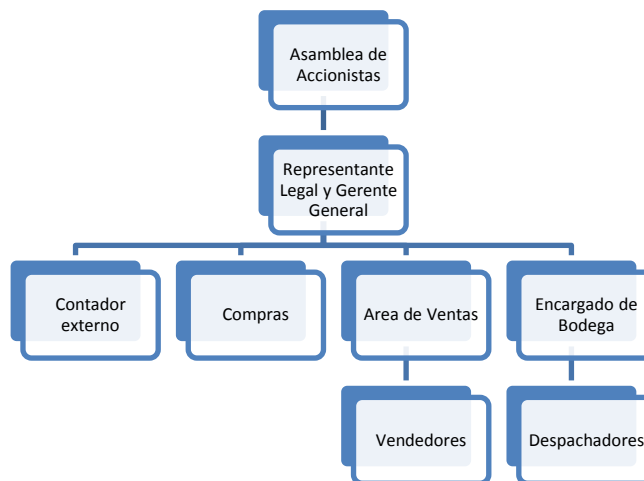 Asamblea de
Accionistas
Representante
Legal y Gerente
General
Contador
externo
Compras
Area de Ventas
Encargado de
Bodega
Vendedores
Despachadores